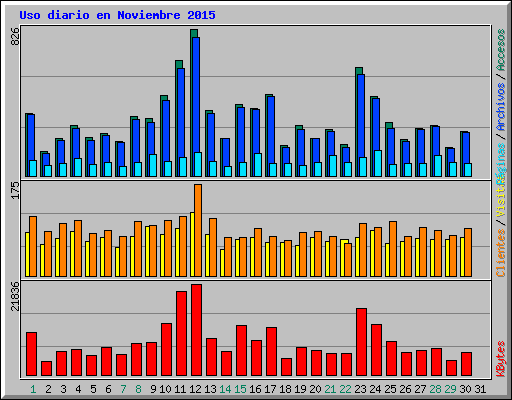 Uso diario en Noviembre 2015
826
Páginas / Archivos / Accesos
175
Clientes / Visitas
21836
KBytes
1 2 3 4 5 6 7 8 9 10 11 12 13 14 15 16 17 18 19 20 21 22 23 24 25 26 27 28 29 30 31